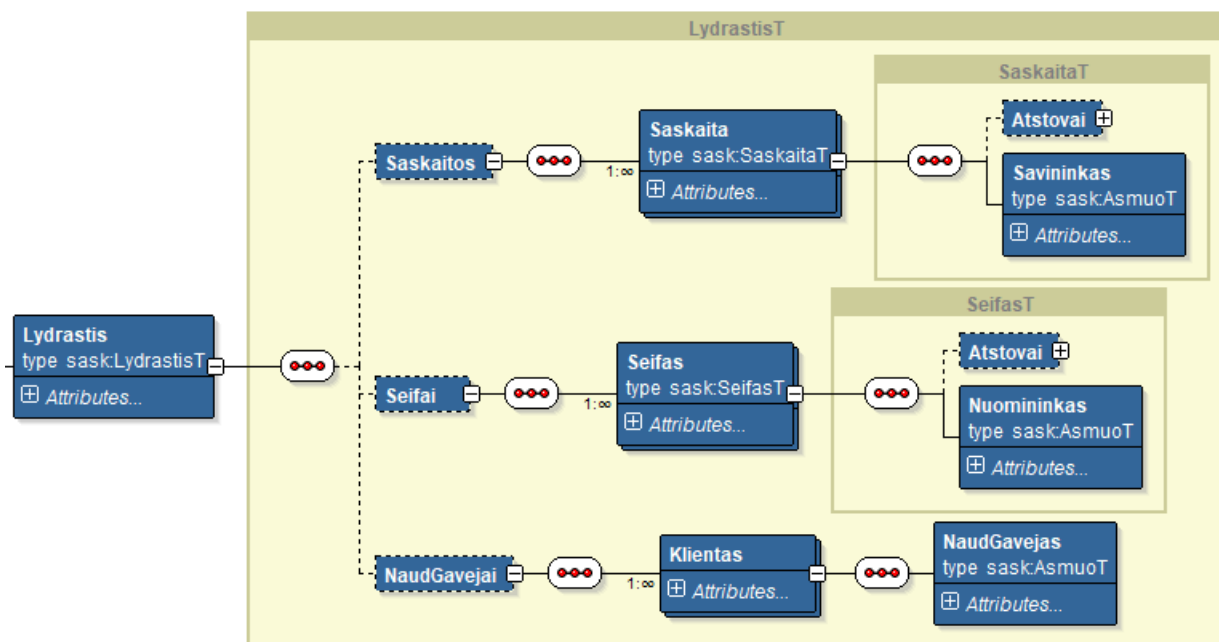 LydrastisT
SaskaitaT
Atstovai
Saskaita
type sask:SaskaitaT
Attributes...
1:∞
Saskaitos
Savininkas
type sask:AsmuoT
Attributes...
SeifasT
Lydrastis
type sask:LydrastisT
Attributes...
Atstovai
Seifas
type sask:SeifasT
Attributes...
1:∞
Seifai
Nuomininkas
type sask:AsmuoT
Attributes...
NaudGavejai
1:∞
Klientas
Attributes...
NaudGavejas
type sask:AsmuoT
Attributes...